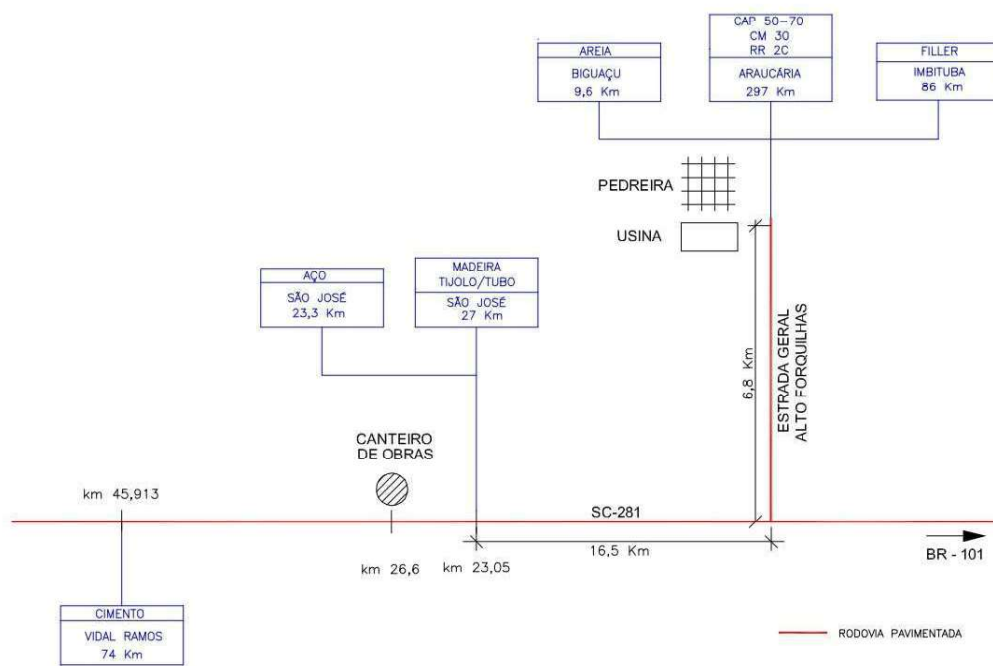 CAP 50-70
CM 30
RR 2C
ARAUCÁRIA
297 Km
AREIA
BIGUAÇU
9,6 Km
FILLER
IMBITUBA
86 Km
PEDREIRA
USINA
AÇO
SÃO JOSÉ
23,3 Km
MADEIRA
TIJOLO/TUBO
SÃO JOSÉ
27 Km
6,8 Km
ESTRADA GERAL
ALTO FORQUILHAS
CANTEIRO
DE OBRAS
km 45,913
SC-281
16,5 Km
BR - 101
km 26,6
km 23,05
CIMENTO
VIDAL RAMOS
74 Km
RODOVIA PAVIMENTADA